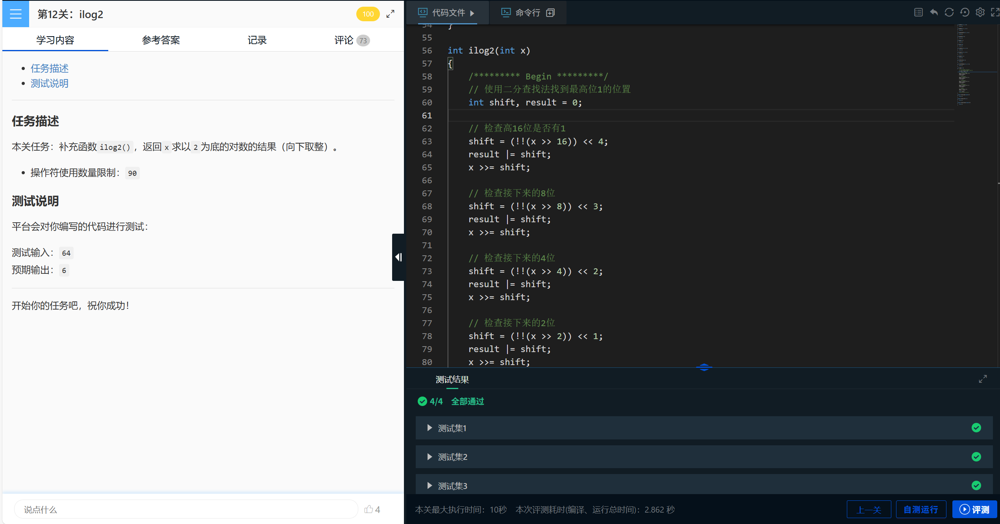 第12关：ilog2
100
学习内容
参考答案
记录
评论 73
任务描述
测试说明
任务描述
本关任务：补充函数 ilog2()，返回 x 求以 2 为底的对数的结果（向下取整）。
操作符使用数量限制： 90
测试说明
平台会对你编写的代码进行测试：
测试输入： 64
预期输出： 6
开始你的任务吧，祝你成功！
说点什么
4
代码文件
命令行
54 }
55
56 int ilog2(int x)
57 {
58 /********* Begin *********/
59 // 使用二分查找法找到最高位1的位置
60 int shift, result = 0;
61
62 // 检查高16位是否有1
63 shift = (!!(x >> 16)) << 4;
64 result |= shift;
65 x >>= shift;
66
67 // 检查接下来的8位
68 shift = (!!(x >> 8)) << 3;
69 result |= shift;
70 x >>= shift;
71
72 // 检查接下来的4位
73 shift = (!!(x >> 4)) << 2;
74 result |= shift;
75 x >>= shift;
76
77 // 检查接下来的2位
78 shift = (!!(x >> 2)) << 1;
79 result |= shift;
80 x >>= shift;
测试结果
4/4 全部通过
测试集1
测试集2
测试集3
本关最大执行时间：10秒 本次评测耗时(编译、运行总时间)：2.862 秒
上一关
自测运行
评测